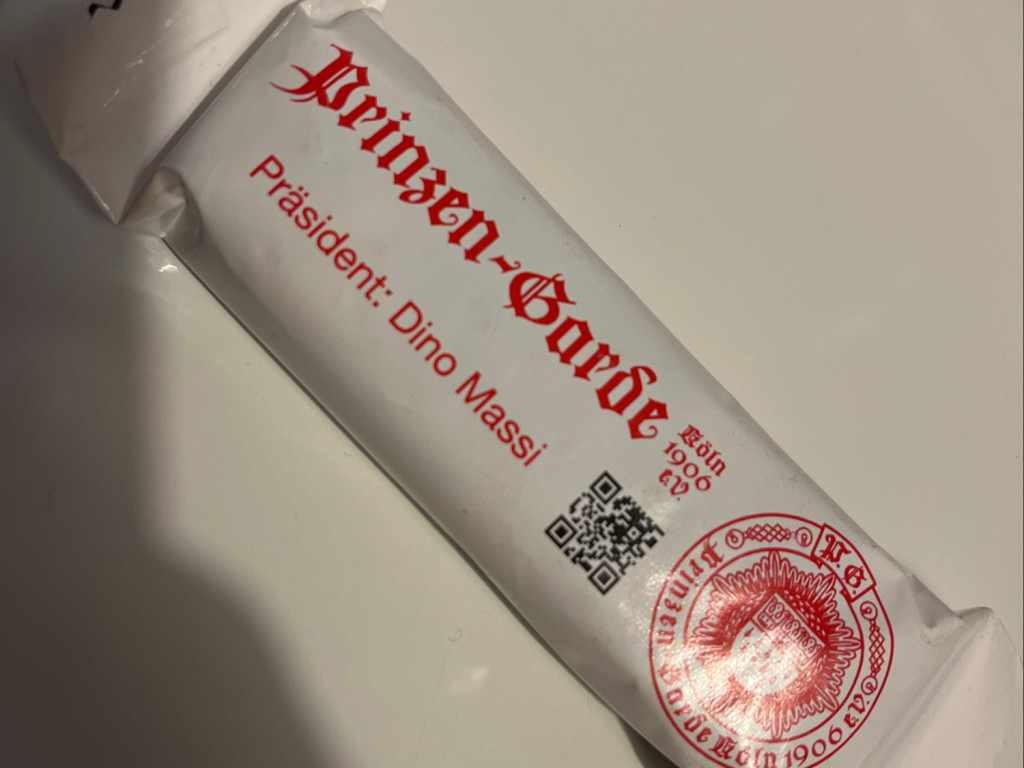 Prinzen-Garde
Köln
1906
e.V.
Präsident: Dino Massi
P.G.
Prinzen Garde Köln 1906 e.V.